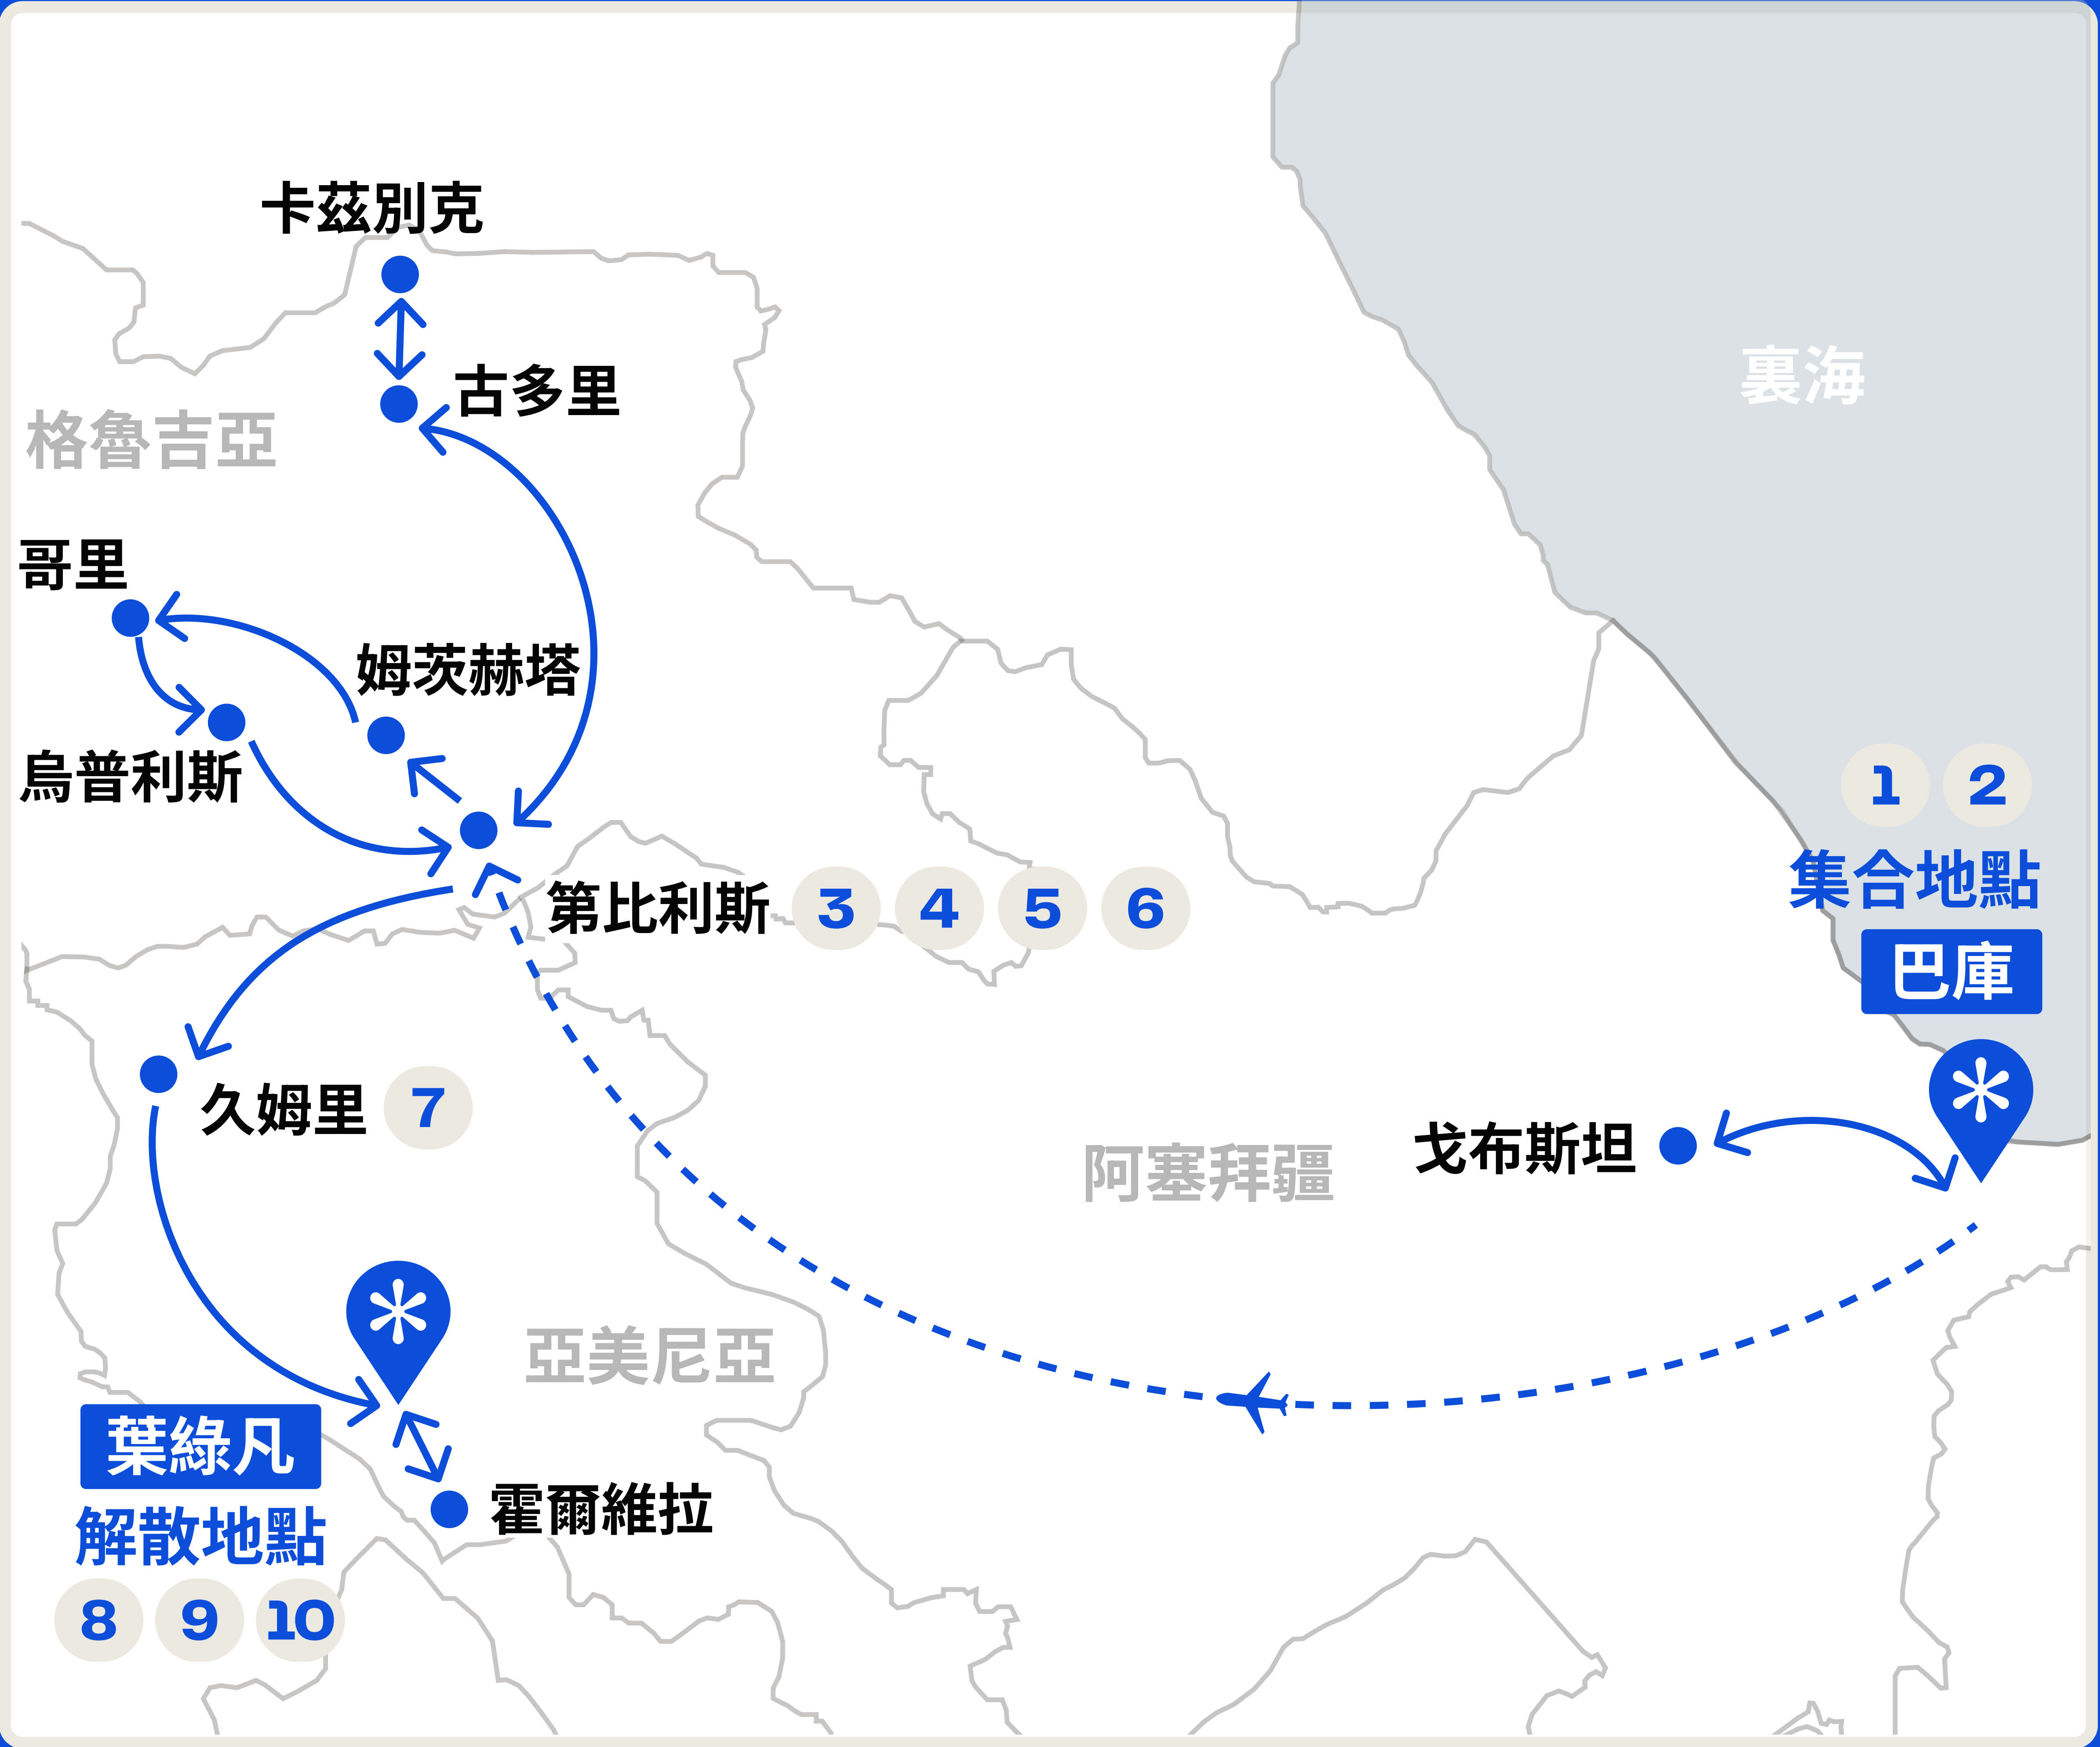 卡茲別克
古多里
裏海
格魯吉亞
哥里
姆茨赫塔
烏普利斯
1 2
集合地點
第比利斯 3 4 5 6
巴庫
久姆里 7
戈布斯坦
阿塞拜疆
亞美尼亞
葉綠凡
霍爾維拉
解散地點
8 9 10